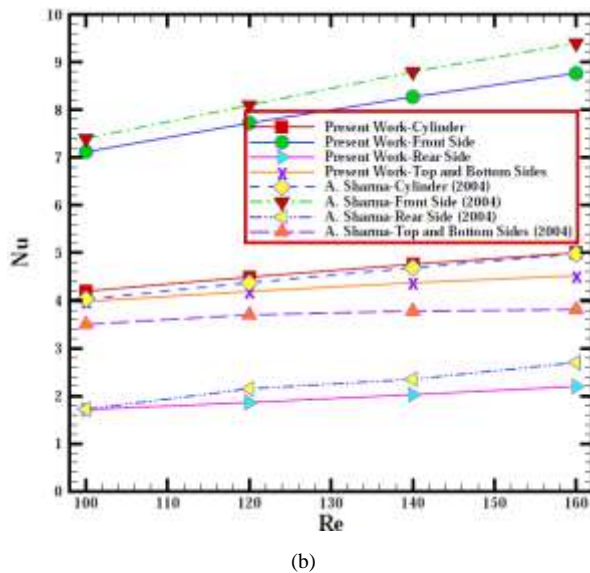 10
9
8
7
6
5
4
3
2
1
0
Nu
Present Work-Cylinder
Present Work-Front Side
Present Work-Rear Side
Present Work-Top and Bottom Sides
A. Sharma-Cylinder (2004)
A. Sharma-Front Side (2004)
A. Sharma-Rear Side (2004)
A. Sharma-Top and Bottom Sides (2004)
100 110 120 130 140 150 160
Re
(b)